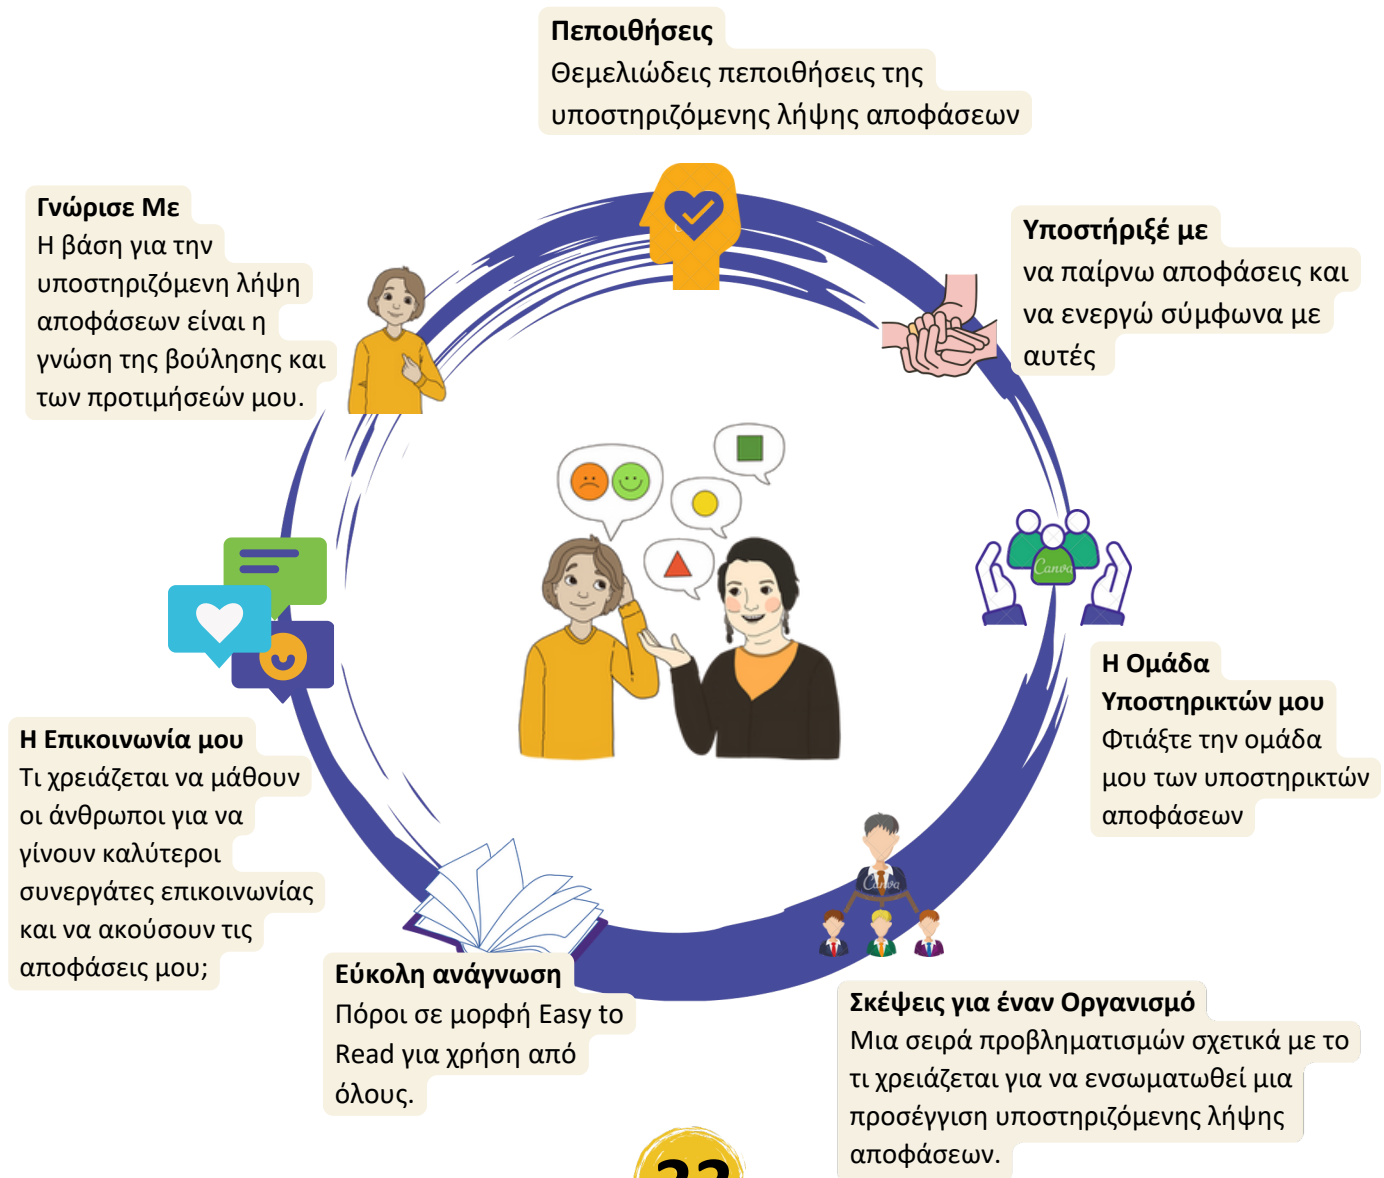 Πεποιθήσεις
Θεμελιώδεις πεποιθήσεις της
υποστηριζόμενης λήψης αποφάσεων
Γνώρισε Με
Η βάση για την
υποστηριζόμενη λήψη
αποφάσεων είναι η
γνώση της βούλησης και
των προτιμήσεών μου.
Υποστήριξέ με
να παίρνω αποφάσεις και
να ενεργώ σύμφωνα με
αυτές
Canva
Η Ομάδα
Υποστηρικτών μου
Φτιάξτε την ομάδα
μου των υποστηρικτών
αποφάσεων
Η Επικοινωνία μου
Τι χρειάζεται να μάθουν
οι άνθρωποι για να
γίνουν καλύτεροι
συνεργάτες επικοινωνίας
και να ακούσουν τις
αποφάσεις μου;
Canva
Εύκολη ανάγνωση
Πόροι σε μορφή Easy to
Read για χρήση από
όλους.
Σκέψεις για έναν Οργανισμό
Μια σειρά προβληματισμών σχετικά με το
τι χρειάζεται για να ενσωματωθεί μια
προσέγγιση υποστηριζόμενης λήψης
αποφάσεων.